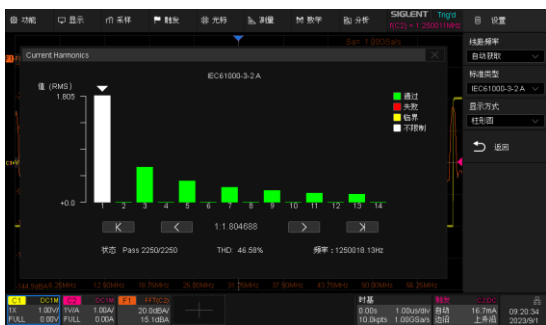 功能 显示 采样 触发 光标 测量 数学 分析 SIGLENT Trig'd 设置
f(C2) = 1.250011MHz
Current Harmonics
线路频率
自动获取
标准类型
IEC61000-3-2 A
显示方式
柱形图
返回
IEC61000-3-2 A
值 (RMS)
1.805
+0.0
1 2 3 4 5 6 7 8 9 10 11 12 13 14
通过
失败
临界
不限制
1:1.804688
状态 Pass 2250/2250 THD: 46.58% 频率：1250018.13Hz
C1 DC1M C2 DC1M F1 FFT(C2) 时基 触发 C2 DC
1X 1.00V/ 1V/A 1.00A/ 20.0dBA/ 0.00s 1.00us/div 自动 16.7mA 09:20:34
FULL 0.00V FULL 0.00A 15.1dBA 10.0kpts 1.00GSa/s 边沿 上升沿 2023/9/1